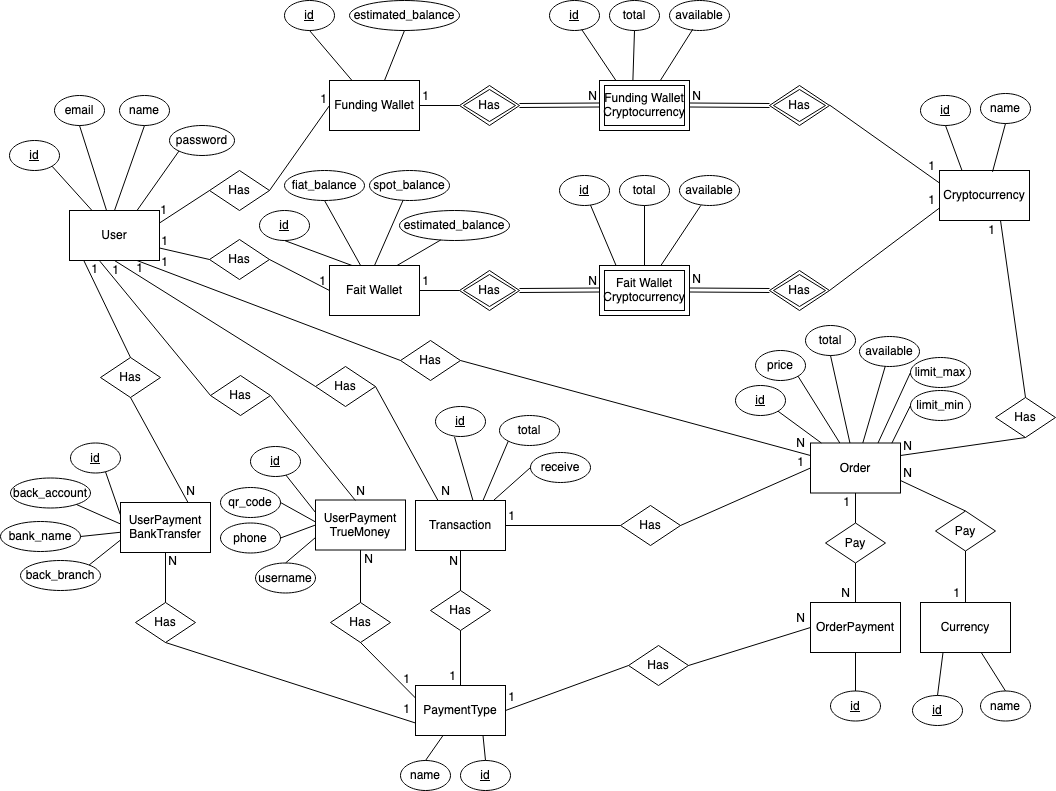 id
estimated_balance
id
total
available
Funding Wallet
1
1
Has
N
Funding Wallet
Cryptocurrency
N
Has
email
name
id
password
id
name
1
Has
1
User
1
1
Cryptocurrency
1
fiat_balance
spot_balance
id
estimated_balance
id
total
available
1
Has
1
Fait Wallet
1
Has
N
Fait Wallet
Cryptocurrency
N
Has
1
1
1
1
Has
Has
Has
Has
Has
id
price
total
available
limit_max
limit_min
N
N
1
N
Order
1
id
back_account
bank_name
back_branch
N
UserPayment
BankTransfer
N
id
qr_code
phone
username
N
UserPayment
TrueMoney
N
id
total
receive
N
Transaction
1
N
Has
Pay
Pay
Has
Has
Has
N
OrderPayment
N
1
Currency
Has
1
1
1
1
PaymentType
name
id
id
id
name